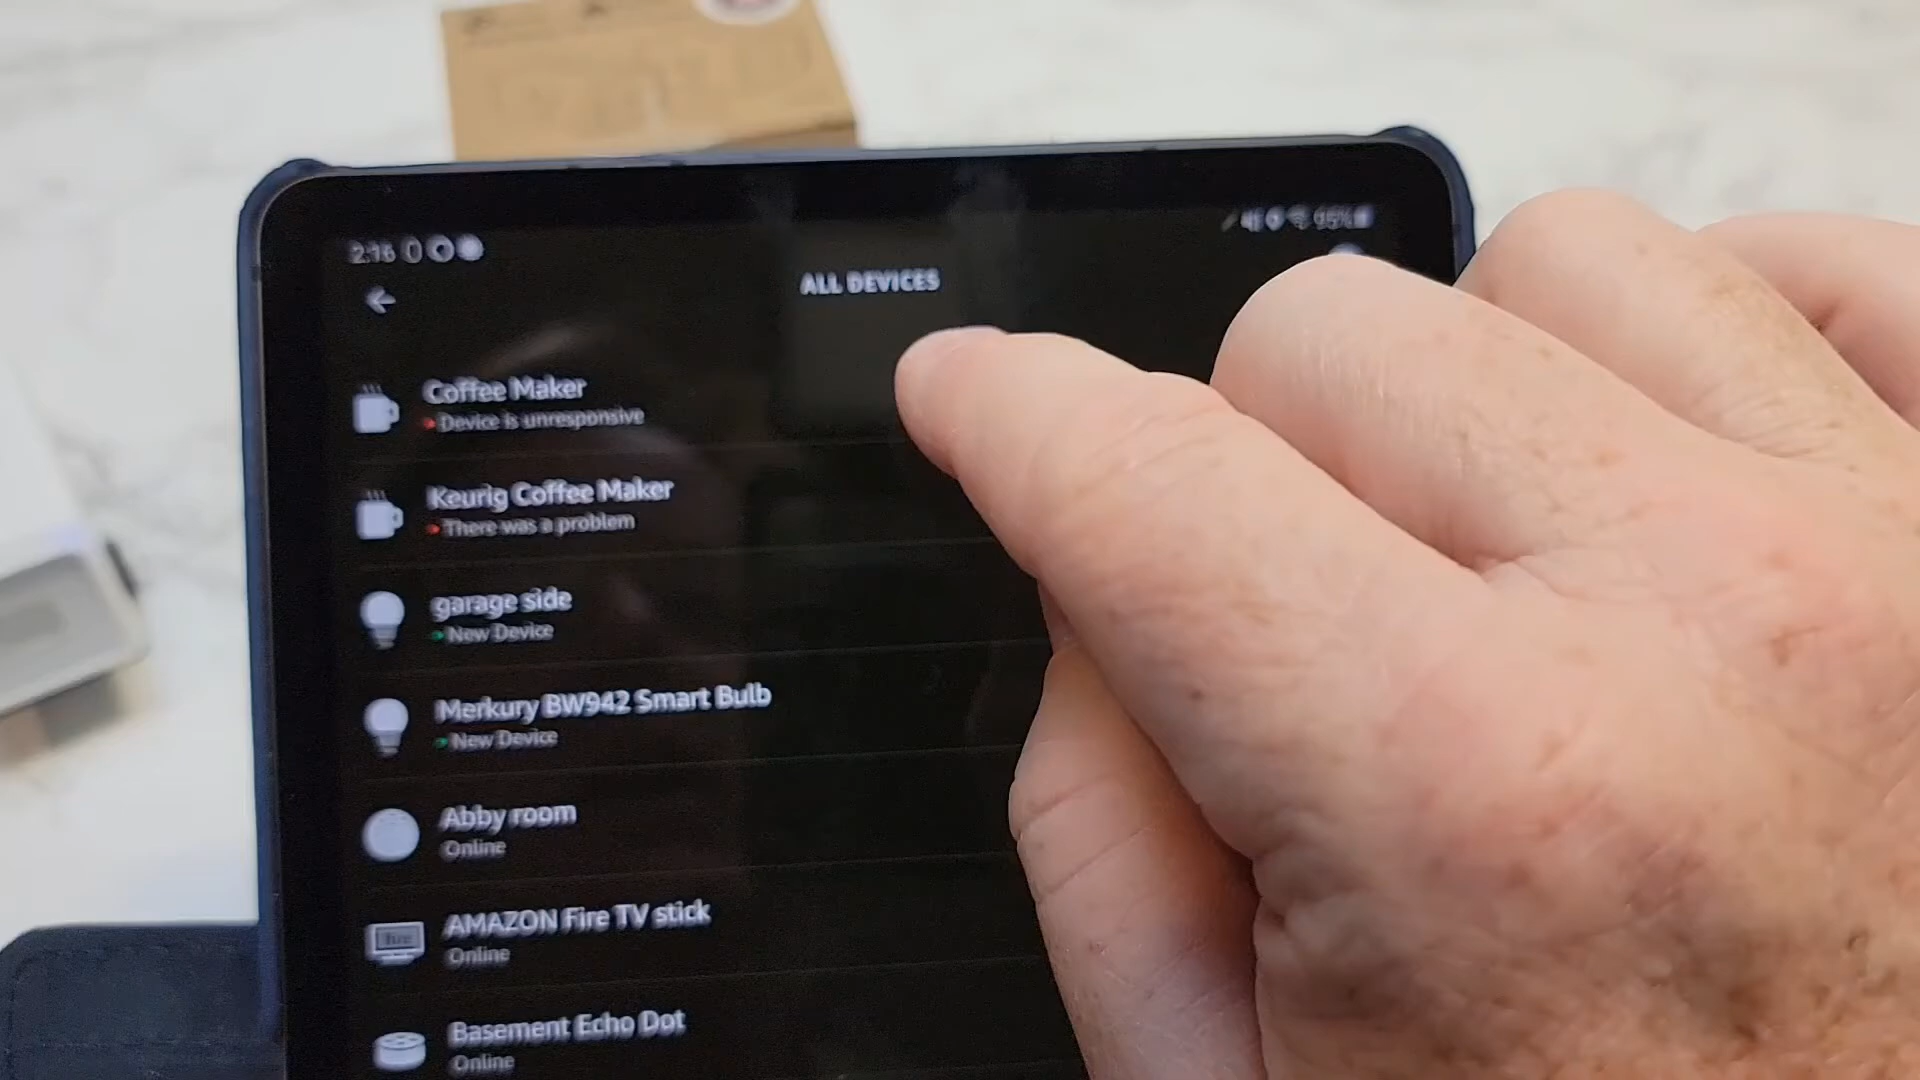 2:16
95%
ALL DEVICES
Coffee Maker
Device is unresponsive
Keurig Coffee Maker
There was a problem
garage side
New Device
Merkury BW942 Smart Bulb
New Device
Abby room
Online
AMAZON Fire TV stick
Online
Basement Echo Dot
Online